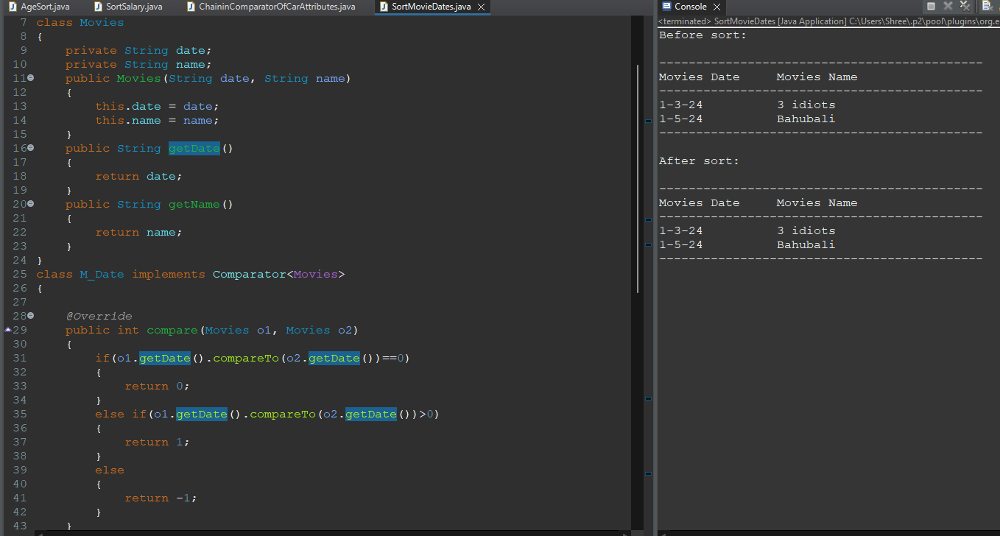 AgeSort.java SortSalary.java ChaininComparatorOfCarAttributes.java SortMovieDates.java
7 class Movies
8 {
9 private String date;
10 private String name;
11 public Movies(String date, String name)
12 {
13 this.date = date;
14 this.name = name;
15 }
16 public String getDate()
17 {
18 return date;
19 }
20 public String getName()
21 {
22 return name;
23 }
24 }
25 class M_Date implements Comparator<Movies>
26 {
27
28 @Override
29 public int compare(Movies o1, Movies o2)
30 {
31 if(o1.getDate().compareTo(o2.getDate())==0)
32 {
33 return 0;
34 }
35 else if(o1.getDate().compareTo(o2.getDate())>0)
36 {
37 return 1;
38 }
39 else
40 {
41 return -1;
42 }
43 }
Console
<terminated> SortMovieDates [Java Application] C:\Users\Shree\.p2\pool\plugins\org.e
Before sort:
--------------------------------------------
Movies Date Movies Name
--------------------------------------------
1-3-24 3 idiots
1-5-24 Bahubali
--------------------------------------------
After sort:
--------------------------------------------
Movies Date Movies Name
--------------------------------------------
1-3-24 3 idiots
1-5-24 Bahubali
--------------------------------------------